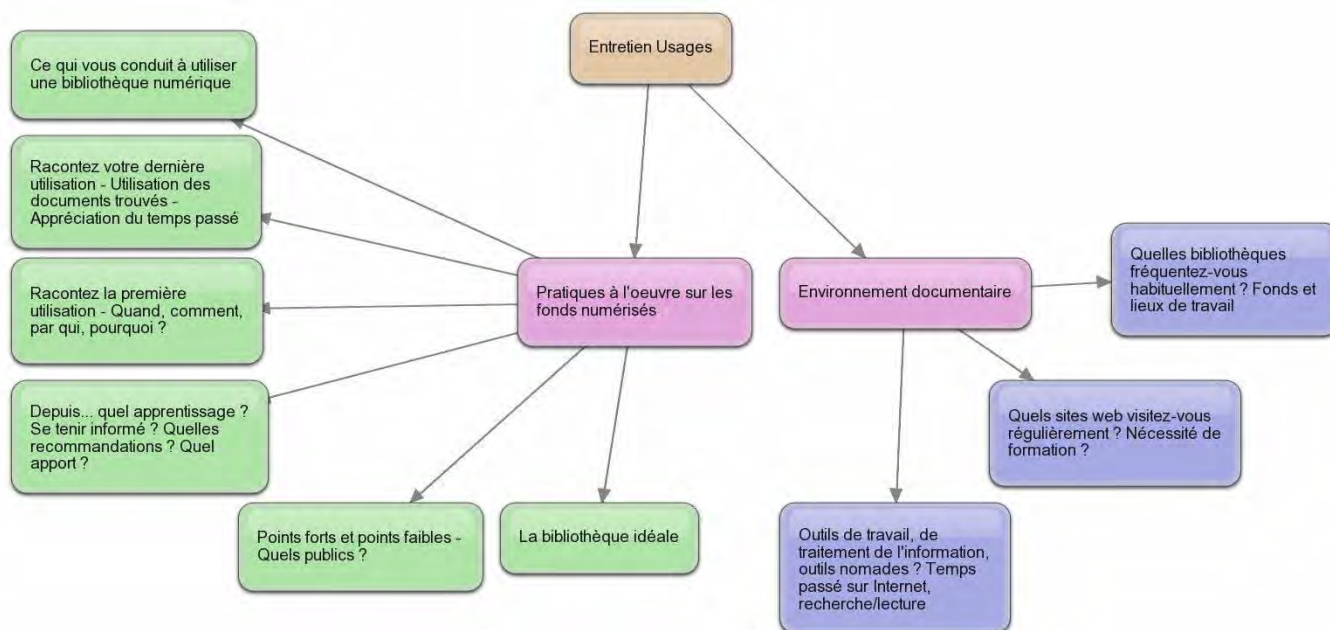 Entretien Usages
Ce qui vous conduit à utiliser
une bibliothèque numérique
Racontez votre dernière
utilisation - Utilisation des
documents trouvés -
Appréciation du temps passé
Racontez la première
utilisation - Quand, comment,
par qui, pourquoi ?
Depuis... quel apprentissage ?
Se tenir informé ? Quelles
recommandations ? Quel
apport ?
Points forts et points faibles -
Quels publics ?
La bibliothèque idéale
Pratiques à l'oeuvre sur les
fonds numérisés
Environnement documentaire
Quelles bibliothèques
fréquentez-vous
habituellement ? Fonds et
lieux de travail
Quels sites web visitez-vous
régulièrement ? Nécessité de
formation ?
Outils de travail, de
traitement de l'information,
outils nomades ? Temps
passé sur Internet,
recherche/lecture